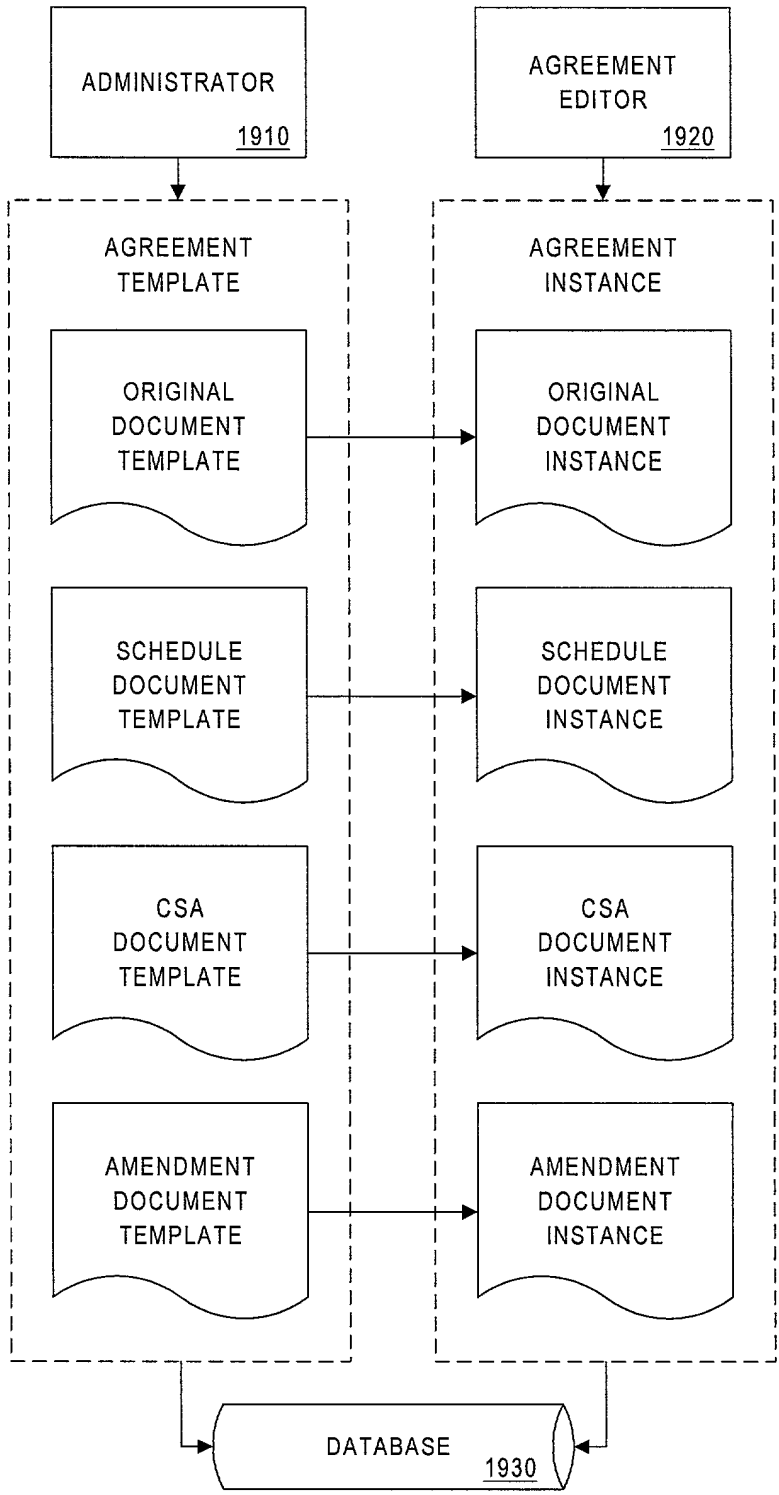 ADMINISTRATOR
1910
AGREEMENT
EDITOR
1920
AGREEMENT
TEMPLATE
AGREEMENT
INSTANCE
ORIGINAL
DOCUMENT
TEMPLATE
ORIGINAL
DOCUMENT
INSTANCE
SCHEDULE
DOCUMENT
TEMPLATE
SCHEDULE
DOCUMENT
INSTANCE
CSA
DOCUMENT
TEMPLATE
CSA
DOCUMENT
INSTANCE
AMENDMENT
DOCUMENT
TEMPLATE
AMENDMENT
DOCUMENT
INSTANCE
DATABASE
1930